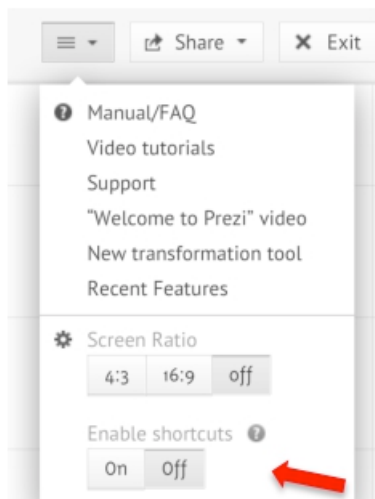 Share
Exit
Manual/FAQ
Video tutorials
Support
“Welcome to Prezi” video
New transformation tool
Recent Features
Screen Ratio
4:3 16:9 off
Enable shortcuts
On Off